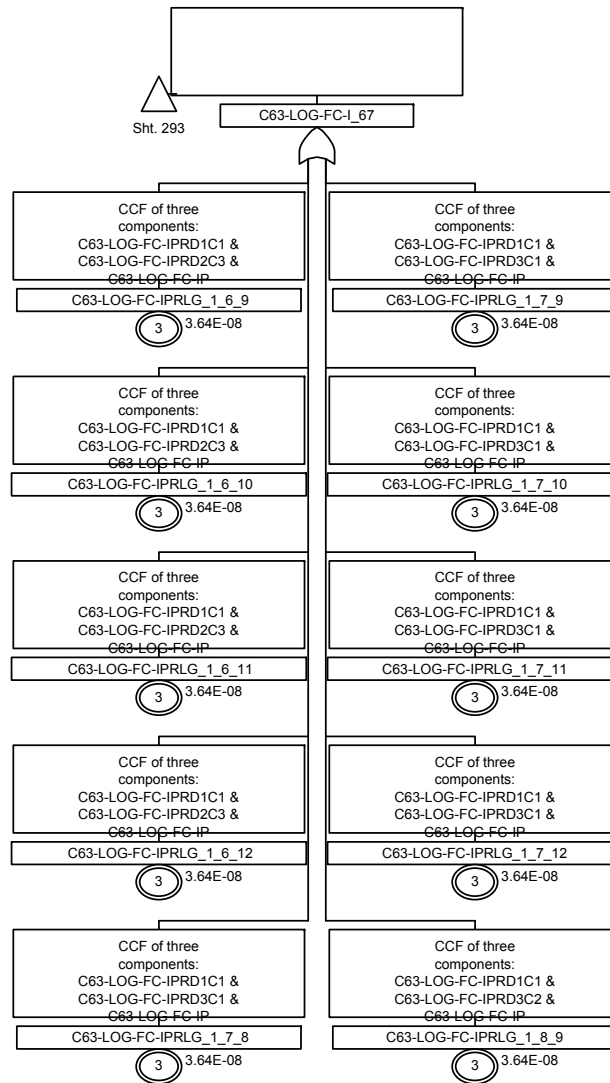 C63-LOG-FC-I_67
Sht. 293
CCF of three
components:
C63-LOG-FC-IPRD1C1 &
C63-LOG-FC-IPRD2C3 &
C63-LOG-FC-IP
C63-LOG-FC-IPRLG_1_6_9
3
3.64E-08
CCF of three
components:
C63-LOG-FC-IPRD1C1 &
C63-LOG-FC-IPRD3C1 &
C63-LOG-FC-IP
C63-LOG-FC-IPRLG_1_7_9
3
3.64E-08
CCF of three
components:
C63-LOG-FC-IPRD1C1 &
C63-LOG-FC-IPRD2C3 &
C63-LOG-FC-IP
C63-LOG-FC-IPRLG_1_6_10
3
3.64E-08
CCF of three
components:
C63-LOG-FC-IPRD1C1 &
C63-LOG-FC-IPRD3C1 &
C63-LOG-FC-IP
C63-LOG-FC-IPRLG_1_7_10
3
3.64E-08
CCF of three
components:
C63-LOG-FC-IPRD1C1 &
C63-LOG-FC-IPRD2C3 &
C63-LOG-FC-IP
C63-LOG-FC-IPRLG_1_6_11
3
3.64E-08
CCF of three
components:
C63-LOG-FC-IPRD1C1 &
C63-LOG-FC-IPRD3C1 &
C63-LOG-FC-IP
C63-LOG-FC-IPRLG_1_7_11
3
3.64E-08
CCF of three
components:
C63-LOG-FC-IPRD1C1 &
C63-LOG-FC-IPRD2C3 &
C63-LOG-FC-IP
C63-LOG-FC-IPRLG_1_6_12
3
3.64E-08
CCF of three
components:
C63-LOG-FC-IPRD1C1 &
C63-LOG-FC-IPRD3C1 &
C63-LOG-FC-IP
C63-LOG-FC-IPRLG_1_7_12
3
3.64E-08
CCF of three
components:
C63-LOG-FC-IPRD1C1 &
C63-LOG-FC-IPRD3C1 &
C63-LOG-FC-IP
C63-LOG-FC-IPRLG_1_7_8
3
3.64E-08
CCF of three
components:
C63-LOG-FC-IPRD1C1 &
C63-LOG-FC-IPRD3C2 &
C63-LOG-FC-IP
C63-LOG-FC-IPRLG_1_8_9
3
3.64E-08